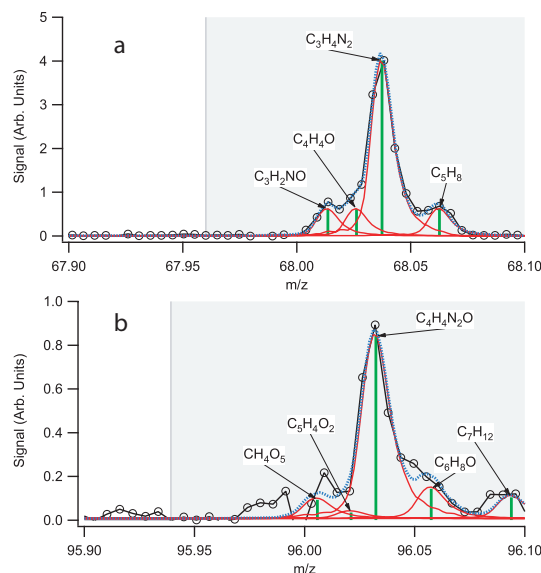 a
5
4
3
2
1
0
Signal (Arb. Units)
C3H4N2
C4H4O
C3H2NO
C5H8
67.90
67.95
68.00
68.05
68.10
m/z
b
1.0
0.8
0.6
0.4
0.2
0.0
Signal (Arb. Units)
C4H4N2O
C5H4O2
CH4O5
C7H12
C6H8O
95.90
95.95
96.00
96.05
96.10
m/z